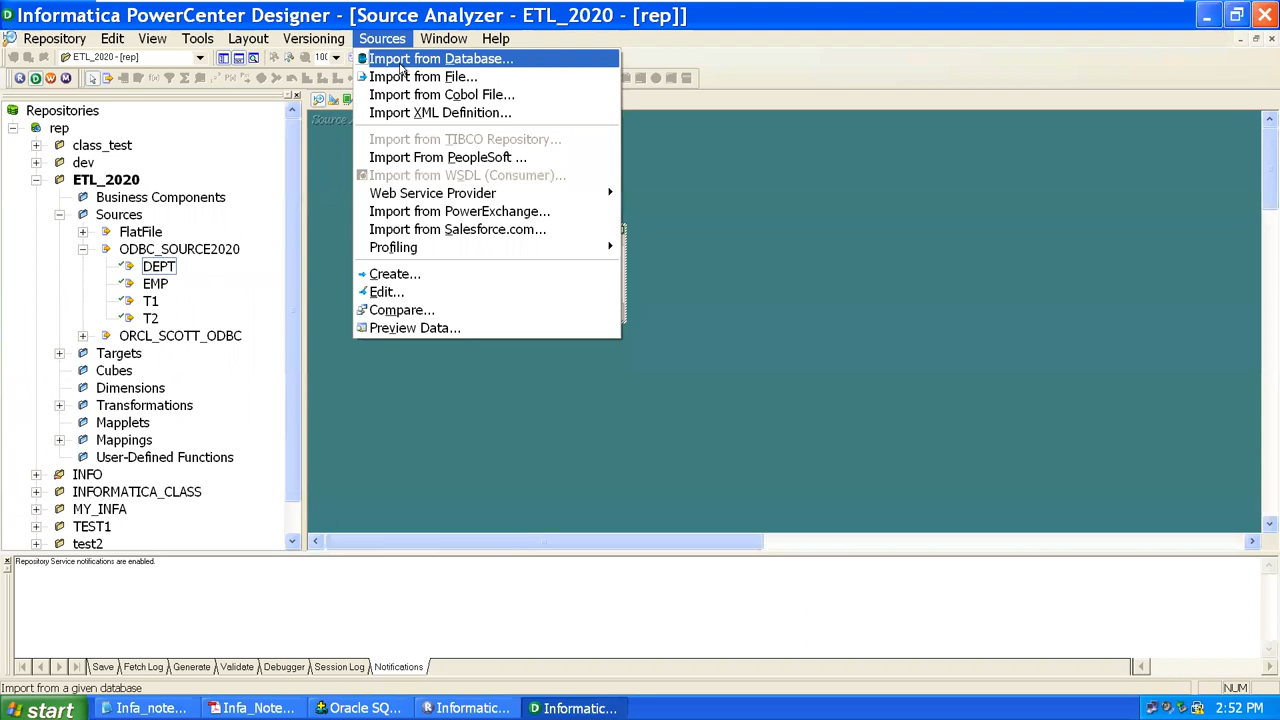 Informatica PowerCenter Designer - [Source Analyzer - ETL_2020 - [rep]]
Repository Edit View Tools Layout Versioning Sources Window Help
ETL_2020 - [rep]
100
R D W M
Repositories
rep
class_test
dev
ETL_2020
Business Components
Sources
FlatFile
ODBC_SOURCE2020
DEPT
EMP
T1
T2
ORCL_SCOTT_ODBC
Targets
Cubes
Dimensions
Transformations
Mapplets
Mappings
User-Defined Functions
INFO
INFORMATICA_CLASS
MY_INFA
TEST1
test2
Source
Import from Database...
Import from File...
Import from Cobol File...
Import XML Definition...
Import from TIBCO Repository...
Import From PeopleSoft ...
Import from WSDL (Consumer)...
Web Service Provider
Import from PowerExchange...
Import from Salesforce.com...
Profiling
Create...
Edit...
Compare...
Preview Data...
Repository Service notifications are enabled.
Save Fetch Log Generate Validate Debugger Session Log Notifications
Import from a given database
NUM
start Infa_note... Infa_Note... Oracle SQ... Informatic... Informatic... 2:52 PM